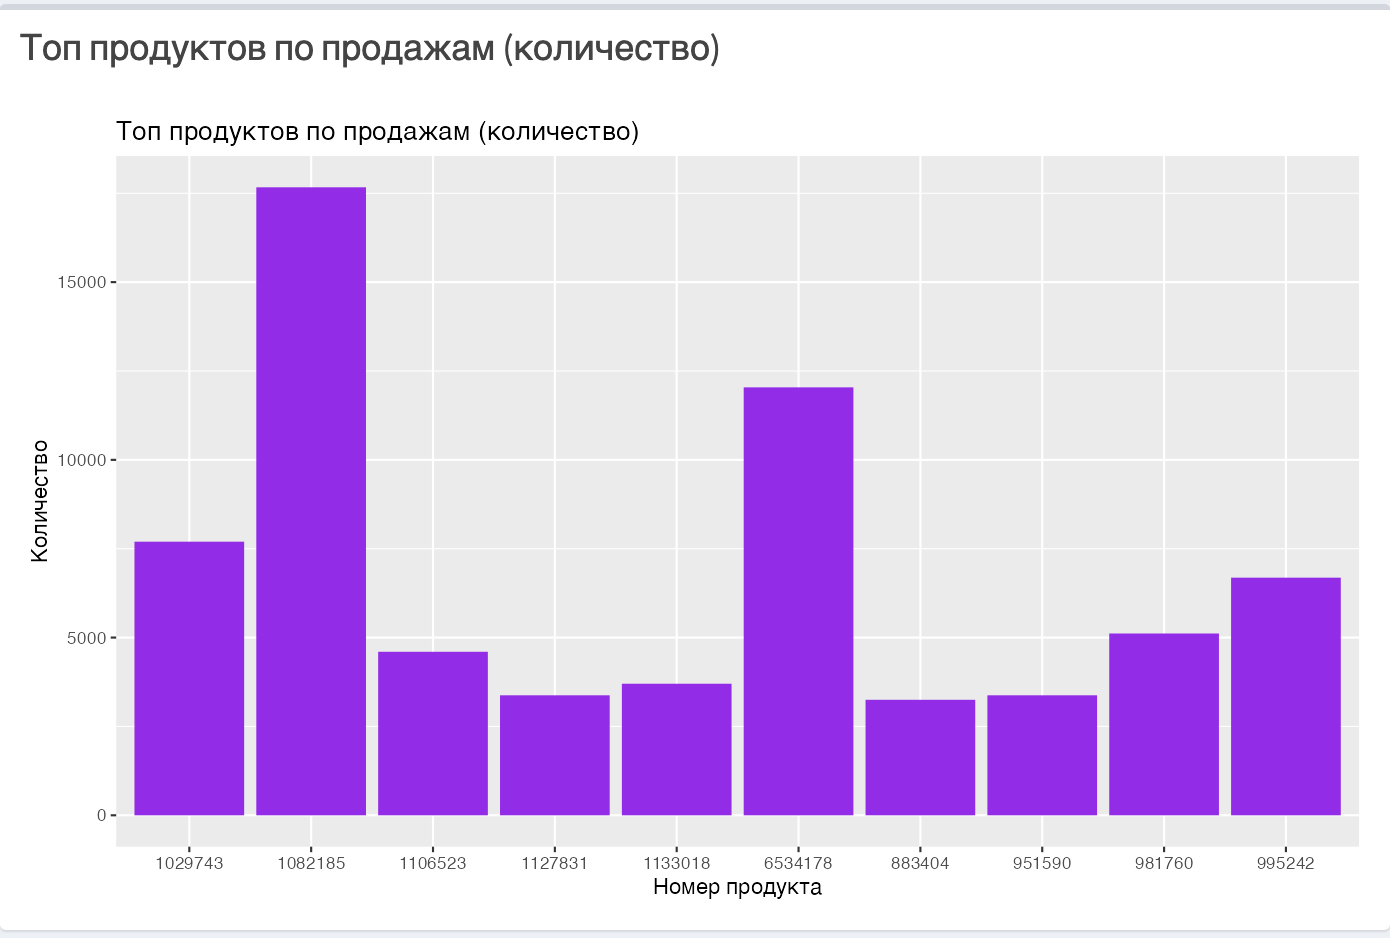 Топ продуктов по продажам (количество)
Топ продуктов по продажам (количество)
15000
10000
5000
0
Количество
1029743 1082185 1106523 1127831 1133018 6534178 883404 951590 981760 995242
Номер продукта